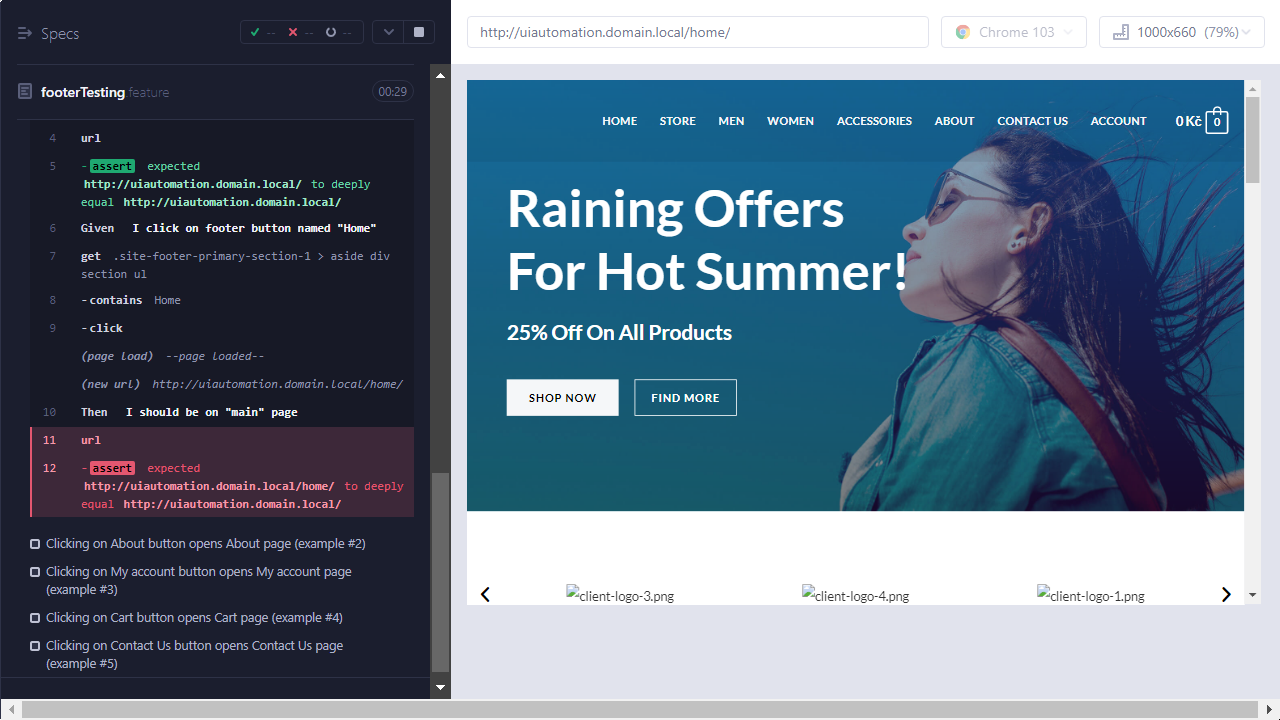 Specs
-- -- --
footerTesting.feature 00:29
4 url
5 -assert expected
http://uiautomation.domain.local/ to deeply
equal http://uiautomation.domain.local/
6 Given I click on footer button named "Home"
7 get .site-footer-primary-section-1 > aside div
section ul
8 -contains Home
9 -click
(page load) --page loaded--
(new url) http://uiautomation.domain.local/home/
10 Then I should be on "main" page
11 url
12 -assert expected
http://uiautomation.domain.local/home/ to deeply
equal http://uiautomation.domain.local/
Clicking on About button opens About page (example #2)
Clicking on My account button opens My account page
(example #3)
Clicking on Cart button opens Cart page (example #4)
Clicking on Contact Us button opens Contact Us page
(example #5)
http://uiautomation.domain.local/home/ Chrome 103 1000x660 (79%)
HOME STORE MEN WOMEN ACCESSORIES ABOUT CONTACT US ACCOUNT 0 Kč 0
Raining Offers
For Hot Summer!
25% Off On All Products
SHOP NOW FIND MORE
client-logo-3.png client-logo-4.png client-logo-1.png